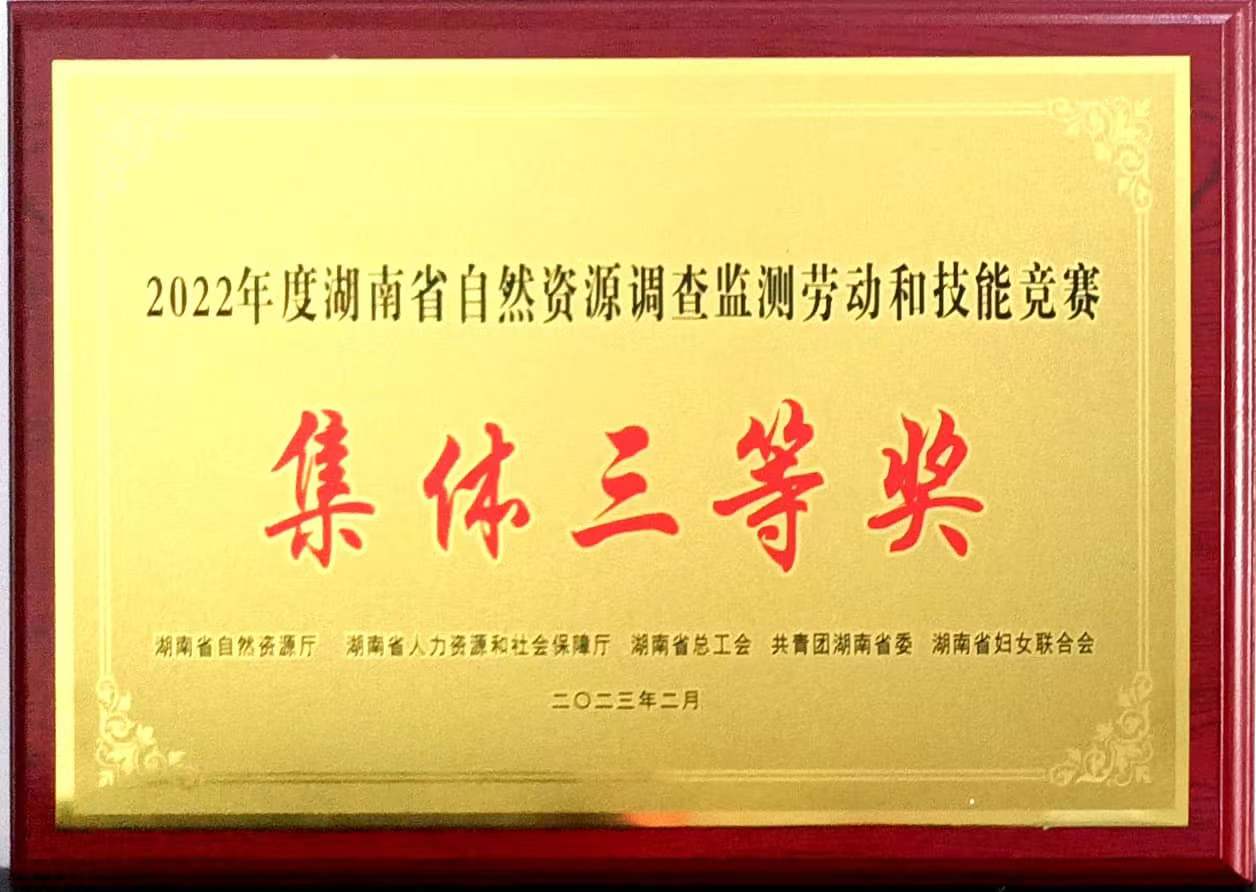 2022年度湖南省自然资源调查监测劳动和技能竞赛
集体三等奖
湖南省自然资源厅 湖南省人力资源和社会保障厅 湖南省总工会 共青团湖南省委 湖南省妇女联合会
二〇二三年二月